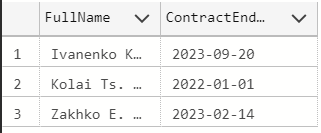 FullName ContractEnd…
1 Ivanenko K… 2023-09-20
2 Kolai Ts. … 2022-01-01
3 Zakhko E. … 2023-02-14